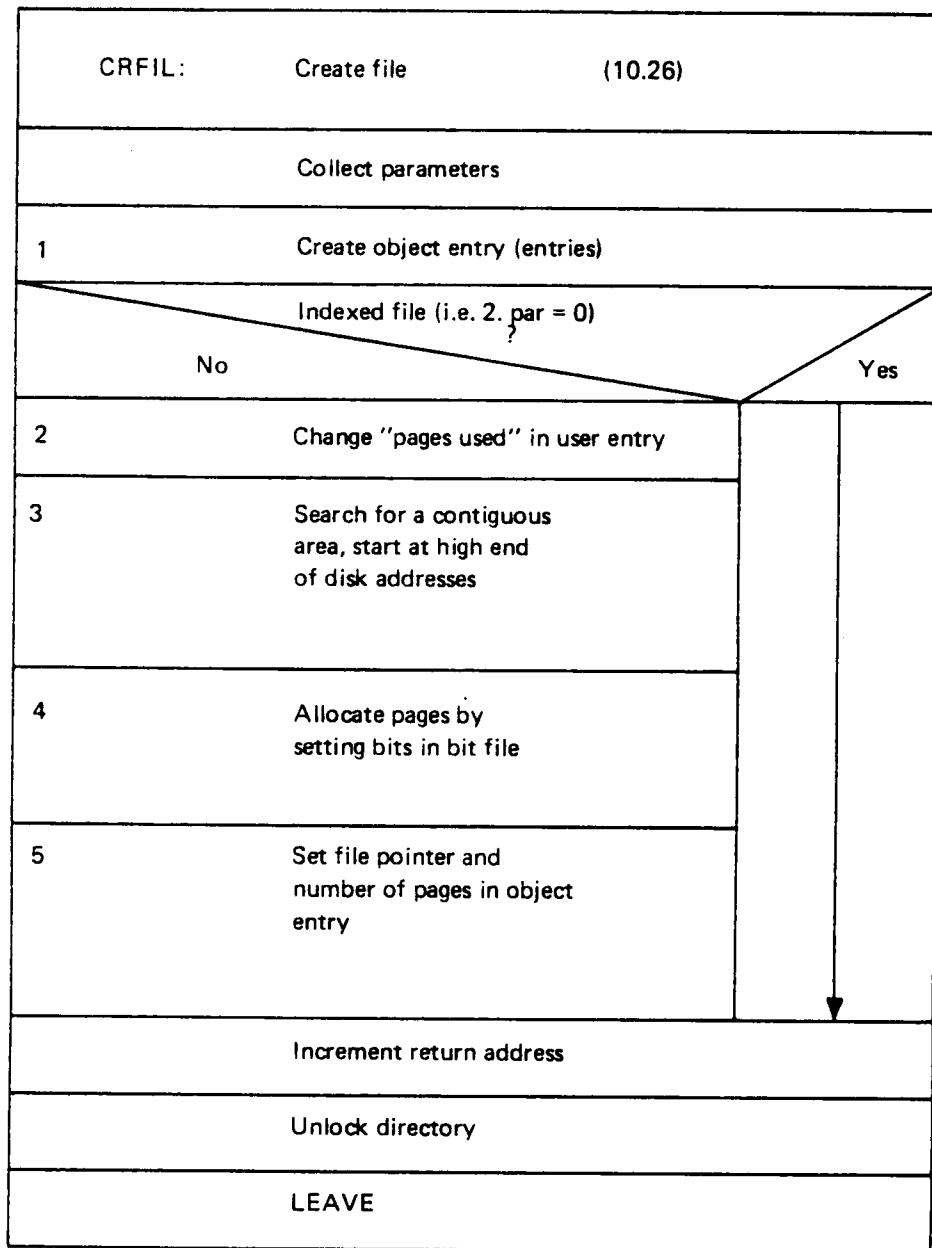 CRFIL: Create file (10.26)
Collect parameters
1 Create object entry (entries)
Indexed file (i.e. 2. par = 0)
?
No Yes
2 Change "pages used" in user entry
3 Search for a contiguous
area, start at high end
of disk addresses
4 Allocate pages by
setting bits in bit file
5 Set file pointer and
number of pages in object
entry
Increment return address
Unlock directory
LEAVE